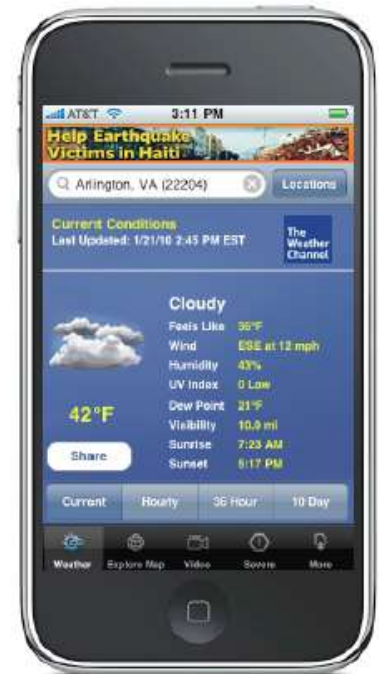 AT&T 3:11 PM
Help Earthquake
Victims in Haiti
Arlington, VA (22204)
Locations
Current Conditions
Last Updated: 1/21/10 2:45 PM EST
The
Weather
Channel
Cloudy
Feels Like 36°F
Wind ESE at 12 mph
Humidity 43%
UV Index 0 Low
Dew Point 21°F
Visibility 10.0 mi
Sunrise 7:23 AM
Sunset 5:17 PM
42°F
Share
Current Hourly 36 Hour 10 Day
Weather Explore Map Video Severe More